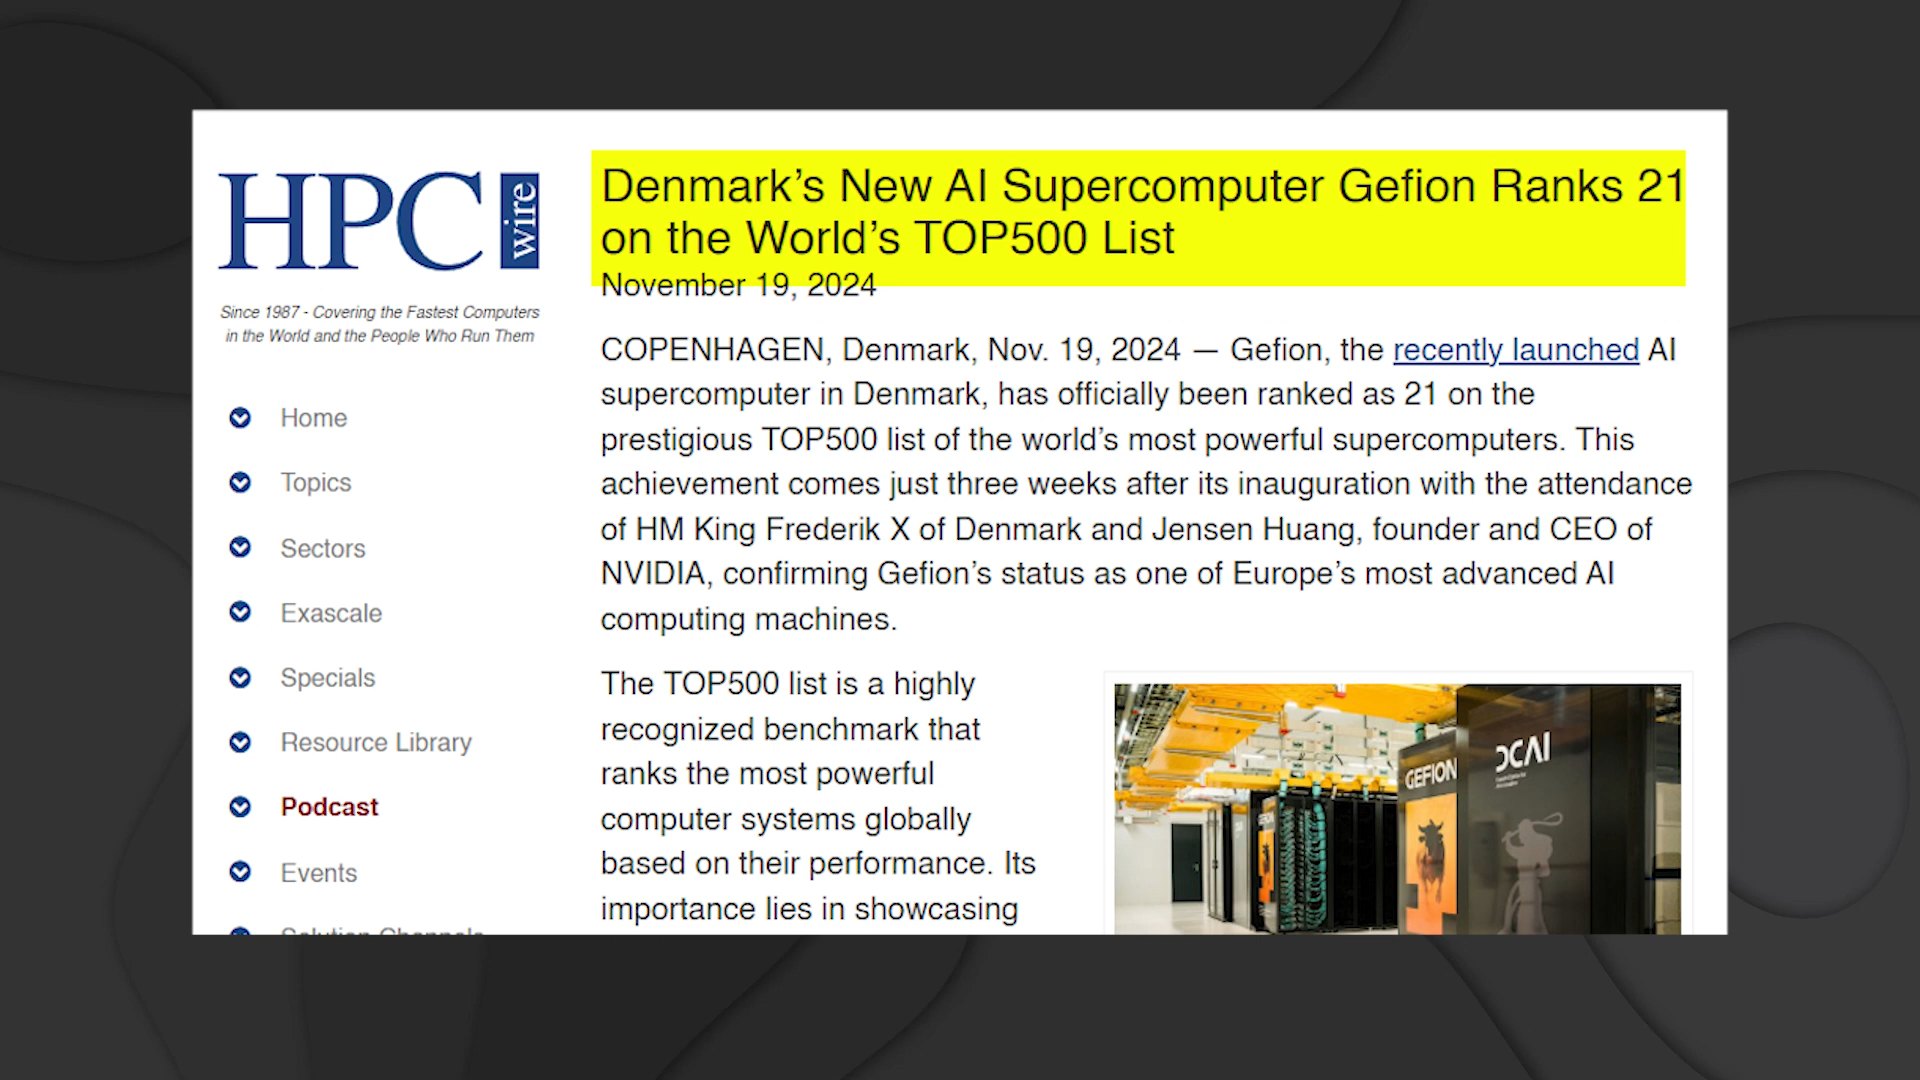 HPC wire
Since 1987 - Covering the Fastest Computers
in the World and the People Who Run Them
Home
Topics
Sectors
Exascale
Specials
Resource Library
Podcast
Events
Solution Channels
Denmark’s New AI Supercomputer Gefion Ranks 21
on the World’s TOP500 List
November 19, 2024
COPENHAGEN, Denmark, Nov. 19, 2024 — Gefion, the recently launched AI
supercomputer in Denmark, has officially been ranked as 21 on the
prestigious TOP500 list of the world’s most powerful supercomputers. This
achievement comes just three weeks after its inauguration with the attendance
of HM King Frederik X of Denmark and Jensen Huang, founder and CEO of
NVIDIA, confirming Gefion’s status as one of Europe’s most advanced AI
computing machines.
The TOP500 list is a highly
recognized benchmark that
ranks the most powerful
computer systems globally
based on their performance. Its
importance lies in showcasing
GEFION
DCAI